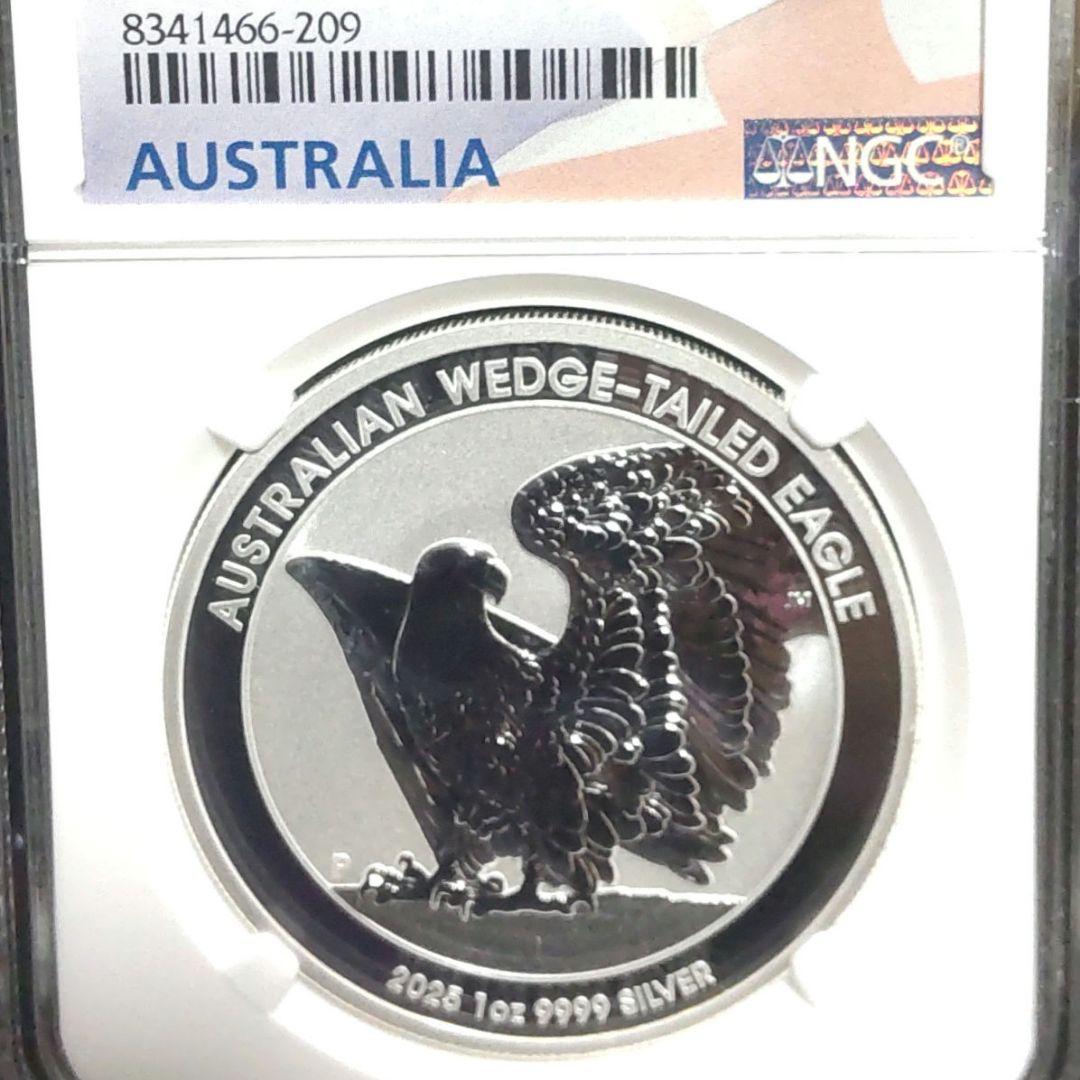 8341466-209
AUSTRALIA
NGC®
AUSTRALIAN WEDGE-TAILED EAGLE
P
2025 1oz 9999 SILVER